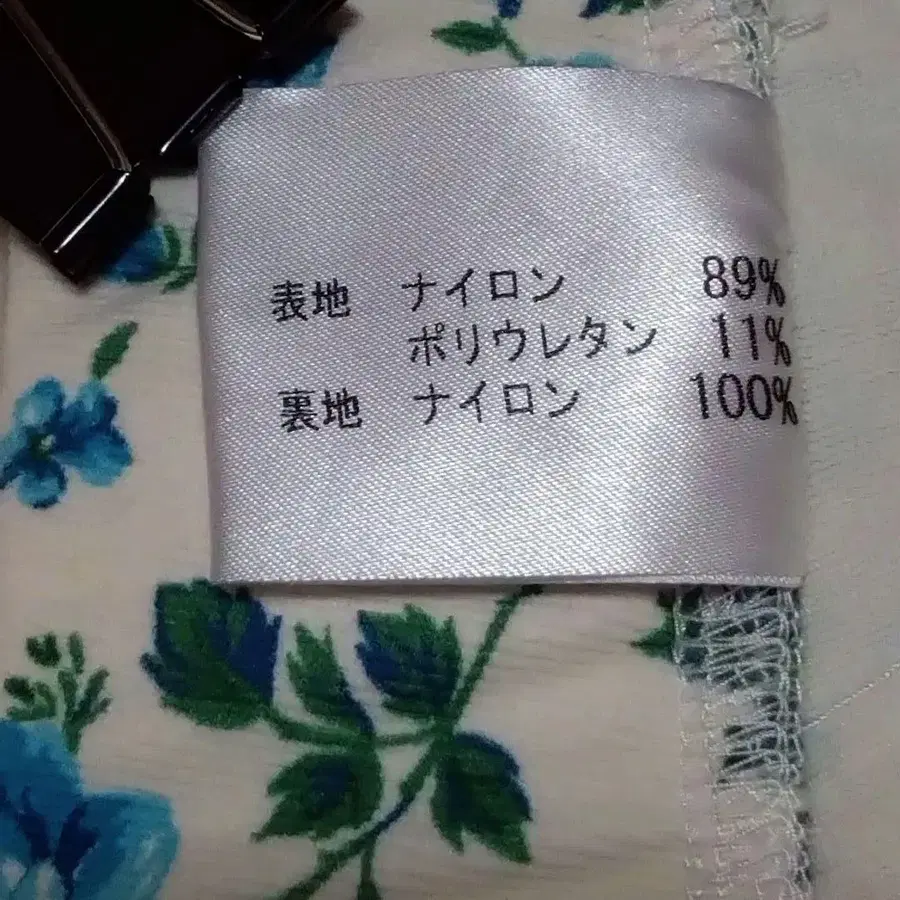 表地 ナイロン 89%
ポリウレタン 11%
裏地 ナイロン 100%